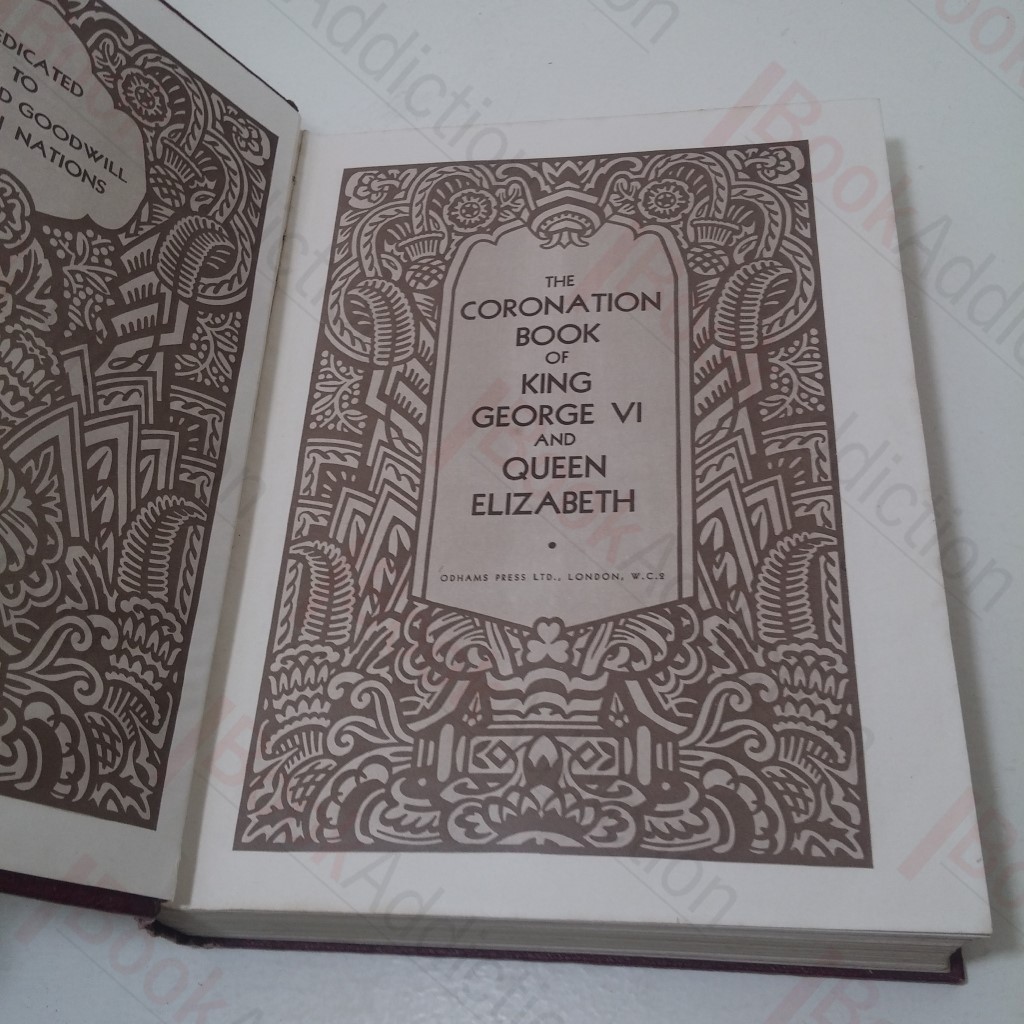 EDICATED
TO
D GOODWILL
NATIONS
THE
CORONATION
BOOK
OF
KING
GEORGE VI
AND
QUEEN
ELIZABETH
ODHAMS PRESS LTD., LONDON, W.C.2
BookAddiction